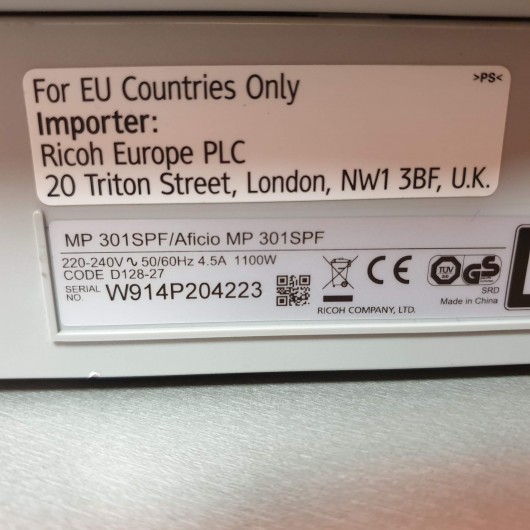 >PS<
For EU Countries Only
Importer:
Ricoh Europe PLC
20 Triton Street, London, NW1 3BF, U.K.
MP 301SPF/Aficio MP 301SPF
220-240V ∿ 50/60Hz 4.5A 1100W
CODE D128-27
SERIAL NO. W914P204223
RICOH COMPANY, LTD.
CE
TÜV
GS
SRD
Made in China